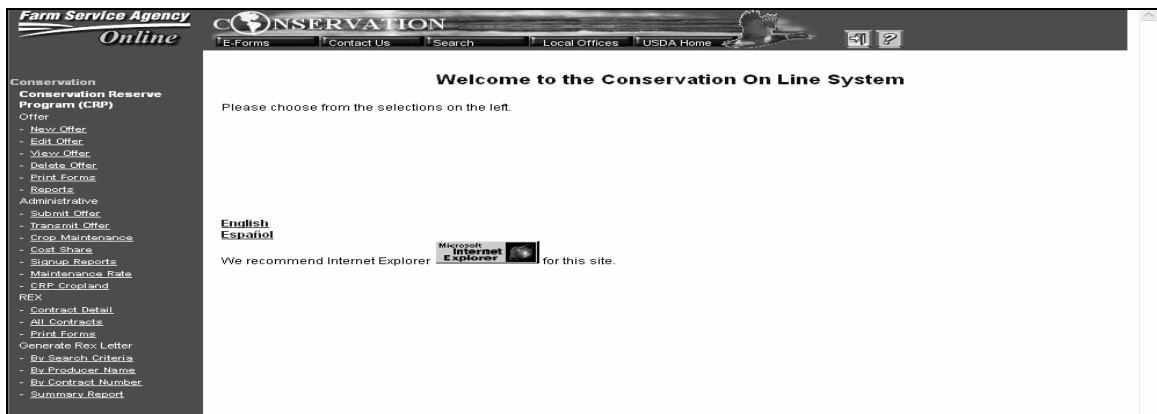 Farm Service Agency
Online
CONSERVATION
E-Forms Contact Us Search Local Offices USDA Home
Conservation
Conservation Reserve
Program (CRP)
Offer
- New Offer
- Edit Offer
- View Offer
- Delete Offer
- Print Forms
- Reports
Administrative
- Submit Offer
- Transmit Offer
- Crop Maintenance
- Cost Share
- Signup Reports
- Maintenance Rate
- CRP Cropland
REX
- Contract Detail
- All Contracts
- Print Forms
Generate Rex Letter
- By Search Criteria
- By Producer Name
- By Contract Number
- Summary Report
Welcome to the Conservation On Line System
Please choose from the selections on the left.
English
Español
We recommend Internet Explorer Microsoft Internet Explorer for this site.